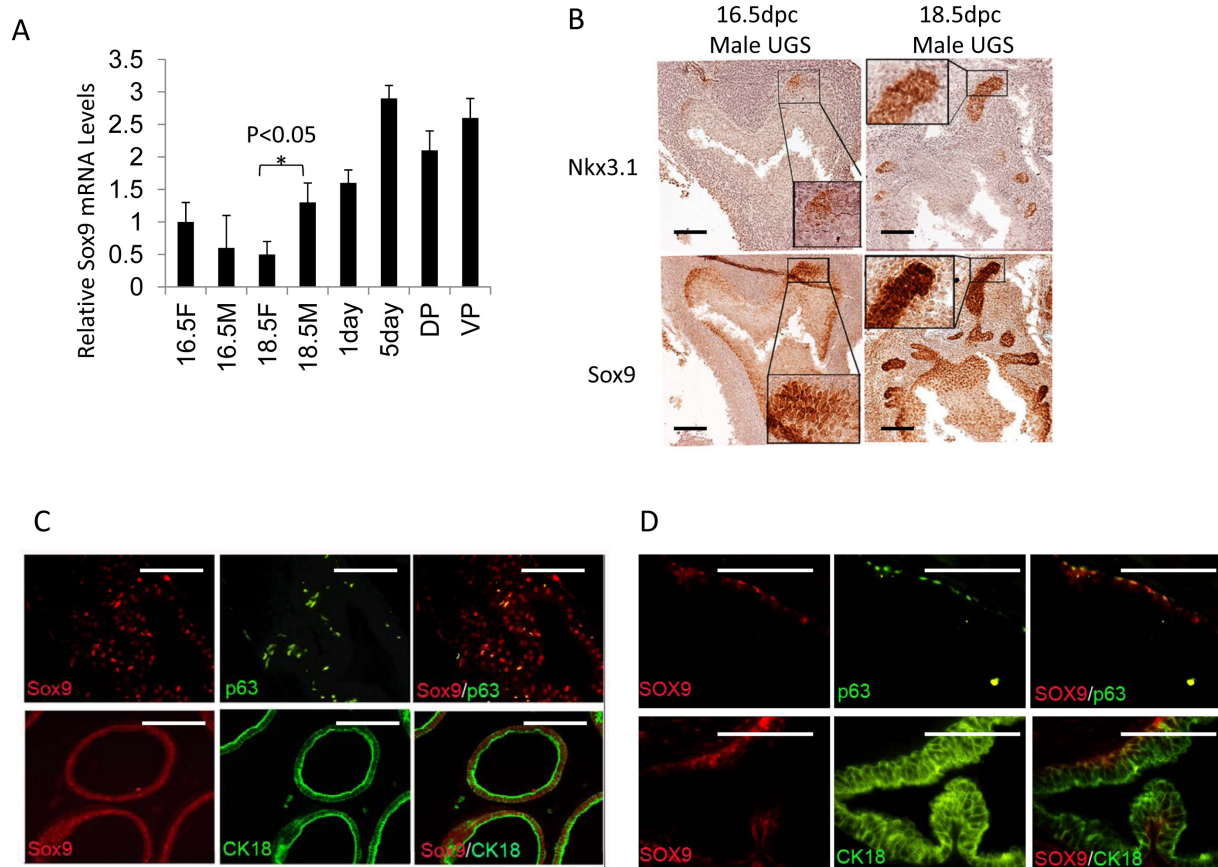 A
Relative Sox9 mRNA Levels
3.5
3
2.5
2
1.5
1
0.5
0
P<0.05
*
16.5F
16.5M
18.5F
18.5M
1day
5day
DP
VP
B
16.5dpc
Male UGS
18.5dpc
Male UGS
Nkx3.1
Sox9
C
Sox9
p63
Sox9/p63
Sox9
CK18
Sox9/CK18
D
SOX9
p63
SOX9/p63
SOX9
CK18
SOX9/CK18